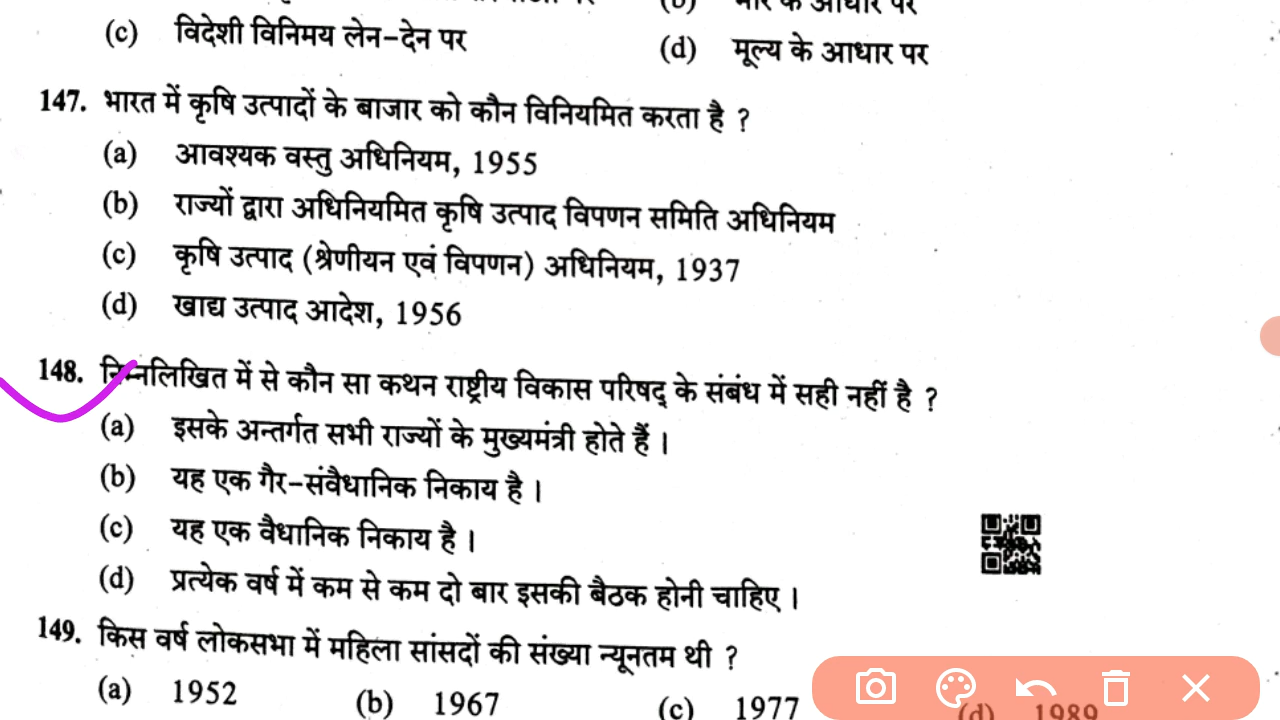 (c) विदेशी विनिमय लेन-देन पर
(d) मूल्य के आधार पर
147. भारत में कृषि उत्पादों के बाजार को कौन विनियमित करता है ?
(a) आवश्यक वस्तु अधिनियम, 1955
(b) राज्यों द्वारा अधिनियमित कृषि उत्पाद विपणन समिति अधिनियम
(c) कृषि उत्पाद (श्रेणीयन एवं विपणन) अधिनियम, 1937
(d) खाद्य उत्पाद आदेश, 1956
148. निम्नलिखित में से कौन सा कथन राष्ट्रीय विकास परिषद् के संबंध में सही नहीं है ?
(a) इसके अन्तर्गत सभी राज्यों के मुख्यमंत्री होते हैं ।
(b) यह एक गैर-संवैधानिक निकाय है ।
(c) यह एक वैधानिक निकाय है ।
(d) प्रत्येक वर्ष में कम से कम दो बार इसकी बैठक होनी चाहिए ।
149. किस वर्ष लोकसभा में महिला सांसदों की संख्या न्यूनतम थी ?
(a) 1952 (b) 1967 (c) 1977 (d) 1989